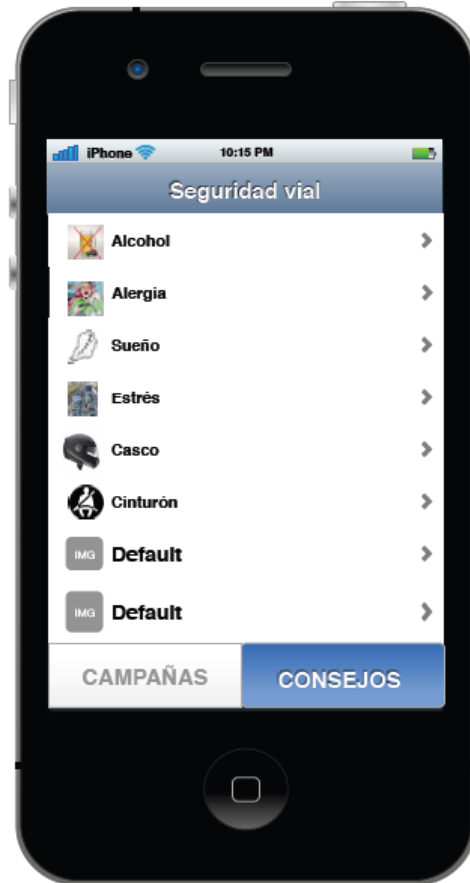 iPhone 10:15 PM
Seguridad vial
Alcohol
Alergia
Sueño
Estrés
Casco
Cinturón
IMG Default
IMG Default
CAMPAÑAS CONSEJOS